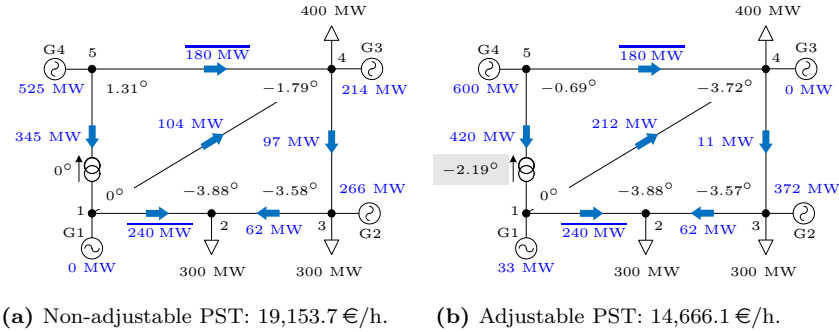 400 MW
G4
5
180 MW
4
G3
525 MW
1.31°
−1.79°
214 MW
345 MW
104 MW
97 MW
0°
0°
−3.88°
−3.58°
266 MW
1
2
3
G1
240 MW
62 MW
G2
0 MW
300 MW
300 MW
(a) Non-adjustable PST: 19,153.7 €/h.
400 MW
G4
5
180 MW
4
G3
600 MW
−0.69°
−3.72°
0 MW
420 MW
212 MW
11 MW
−2.19°
0°
−3.88°
−3.57°
372 MW
1
2
3
G1
240 MW
62 MW
G2
33 MW
300 MW
300 MW
(b) Adjustable PST: 14,666.1 €/h.